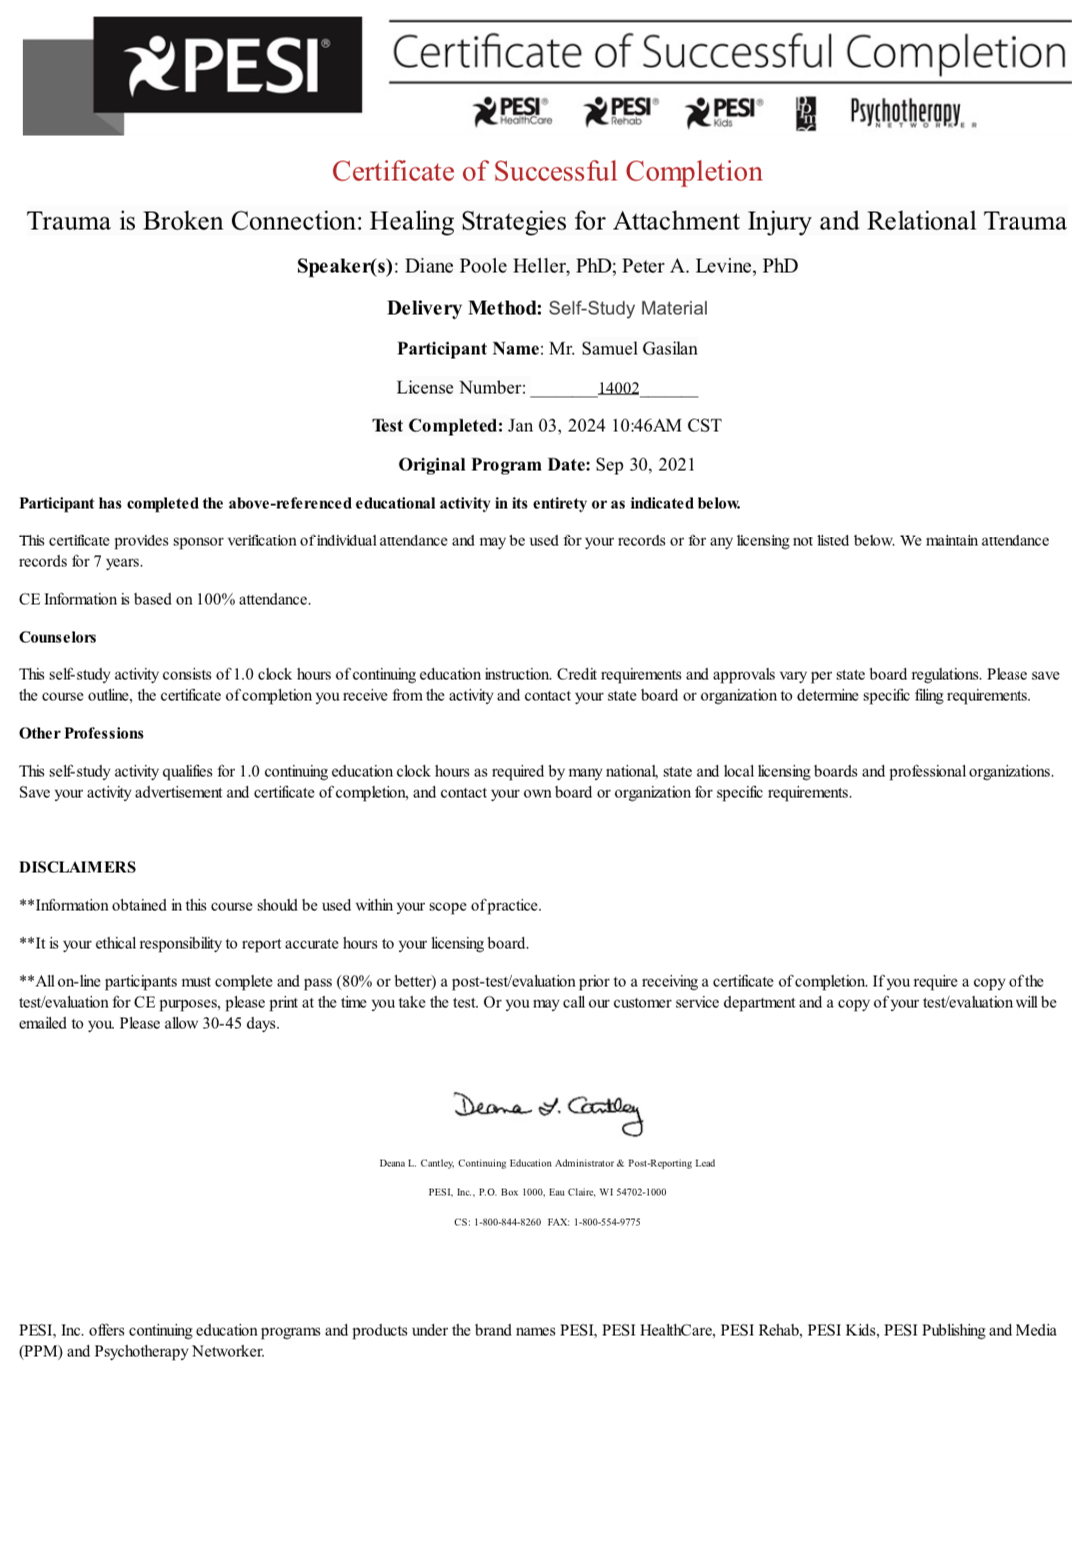 PESI®
Certificate of Successful Completion
PESI® HealthCare PESI® Rehab PESI® Kids PPM Psychotherapy NETWORKER
Certificate of Successful Completion
Trauma is Broken Connection: Healing Strategies for Attachment Injury and Relational Trauma
Speaker(s): Diane Poole Heller, PhD; Peter A. Levine, PhD
Delivery Method: Self-Study Material
Participant Name: Mr. Samuel Gasilan
License Number: _______14002______
Test Completed: Jan 03, 2024 10:46AM CST
Original Program Date: Sep 30, 2021
Participant has completed the above-referenced educational activity in its entirety or as indicated below.
This certificate provides sponsor verification of individual attendance and may be used for your records or for any licensing not listed below. We maintain attendance
records for 7 years.
CE Information is based on 100% attendance.
Counselors
This self-study activity consists of 1.0 clock hours of continuing education instruction. Credit requirements and approvals vary per state board regulations. Please save
the course outline, the certificate of completion you receive from the activity and contact your state board or organization to determine specific filing requirements.
Other Professions
This self-study activity qualifies for 1.0 continuing education clock hours as required by many national, state and local licensing boards and professional organizations.
Save your activity advertisement and certificate of completion, and contact your own board or organization for specific requirements.
DISCLAIMERS
**Information obtained in this course should be used within your scope of practice.
**It is your ethical responsibility to report accurate hours to your licensing board.
**All on-line participants must complete and pass (80% or better) a post-test/evaluation prior to a receiving a certificate of completion. If you require a copy of the
test/evaluation for CE purposes, please print at the time you take the test. Or you may call our customer service department and a copy of your test/evaluation will be
emailed to you. Please allow 30-45 days.
Deana L. Cantley
Deana L. Cantley, Continuing Education Administrator & Post-Reporting Lead
PESI, Inc., P.O. Box 1000, Eau Claire, WI 54702-1000
CS: 1-800-844-8260 FAX: 1-800-554-9775
PESI, Inc. offers continuing education programs and products under the brand names PESI, PESI HealthCare, PESI Rehab, PESI Kids, PESI Publishing and Media
(PPM) and Psychotherapy Networker.